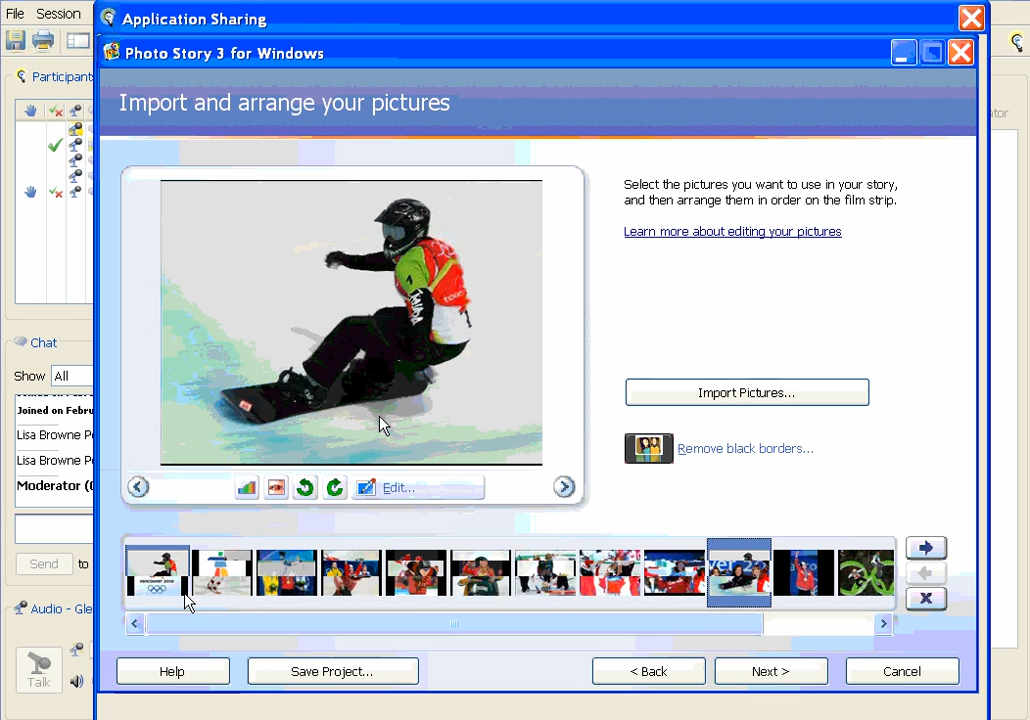 File Session
Application Sharing
Photo Story 3 for Windows
Participants
Import and arrange your pictures
Select the pictures you want to use in your story,
and then arrange them in order on the film strip.
Learn more about editing your pictures
Chat
Show All
Joined on Febru
Lisa Browne P
Lisa Browne P
Moderator (
Import Pictures...
Remove black borders...
Edit...
Send to
VANCOUVER 2010
Audio - Gle
Talk
Help
Save Project...
< Back
Next >
Cancel